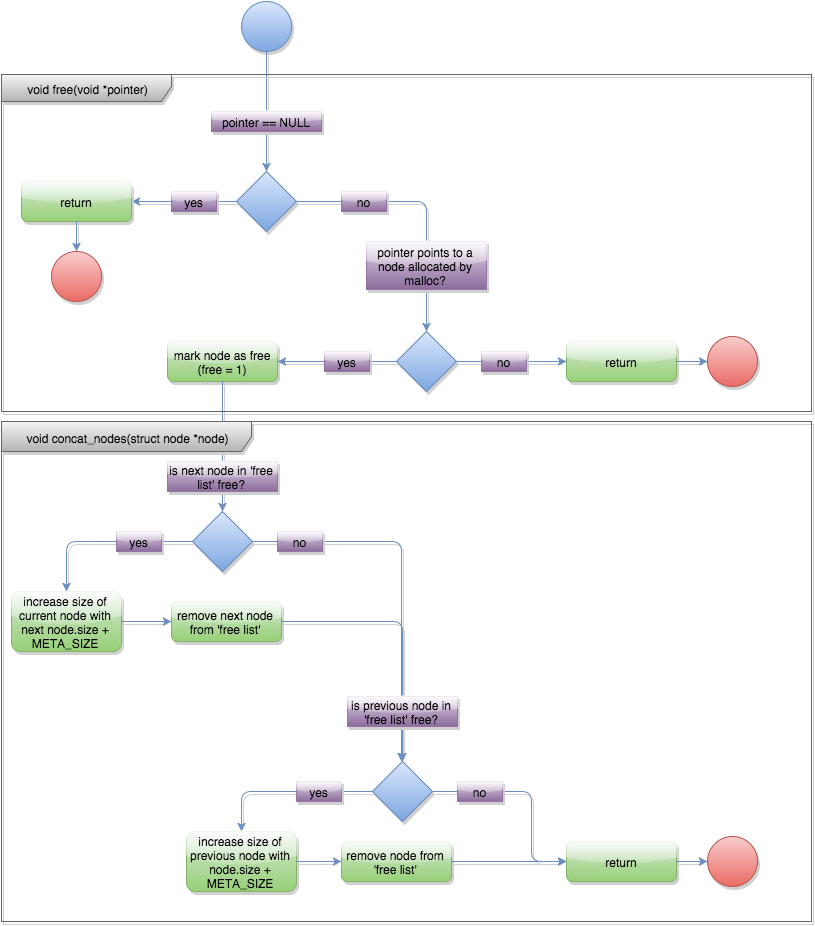 void free(void *pointer)
pointer == NULL
return
yes
no
pointer points to a
node allocated by
malloc?
mark node as free
(free = 1)
yes
no
return
void concat_nodes(struct node *node)
is next node in 'free
list' free?
yes
no
increase size of
current node with
next node.size +
META_SIZE
remove next node
from 'free list'
is previous node in
'free list' free?
yes
no
increase size of
previous node with
node.size +
META_SIZE
remove node from
'free list'
return